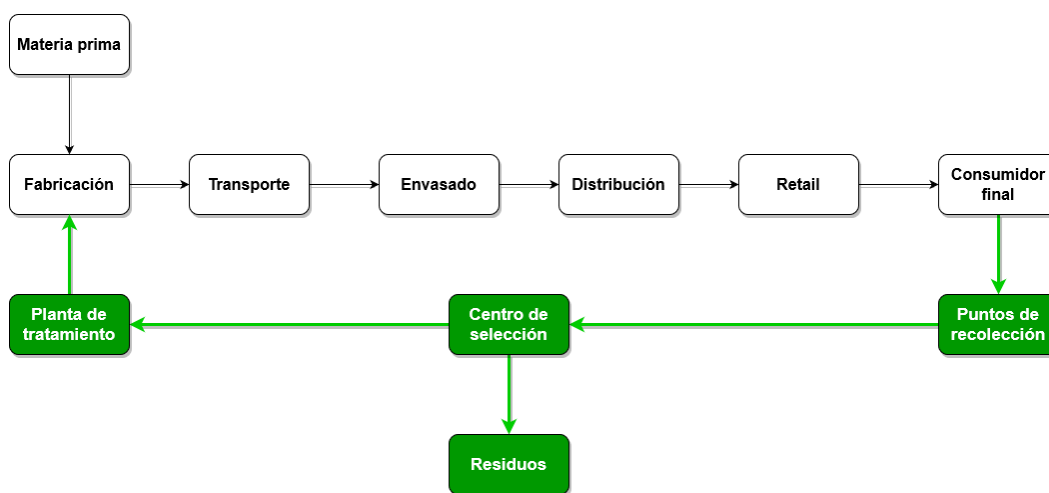 Materia prima
Fabricación
Transporte
Envasado
Distribución
Retail
Consumidor
final
Planta de
tratamiento
Centro de
selección
Puntos de
recolección
Residuos